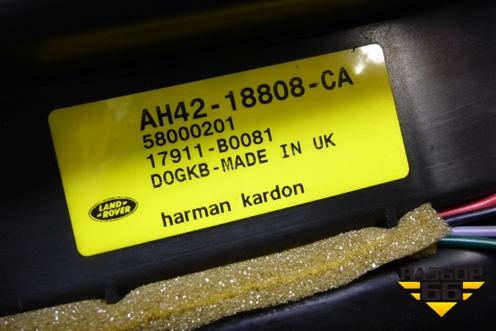 AH42-18808-CA
58000201
17911-B0081
DOGKB-MADE IN UK
LAND
ROVER
harman kardon
РАЗБОР
66